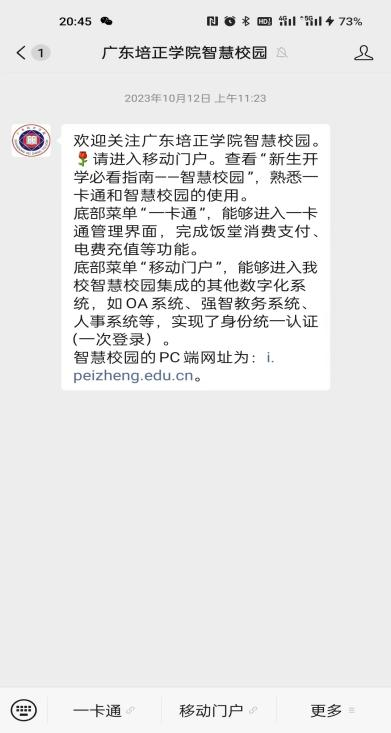 20:45
HD 4G 5G 73%
1
广东培正学院智慧校园
2023年10月12日 上午11:23
欢迎关注广东培正学院智慧校园。
🌹请进入移动门户。查看“新生开
学必看指南——智慧校园”，熟悉一
卡通和智慧校园的使用。
底部菜单“一卡通”，能够进入一卡
通管理界面，完成饭堂消费支付、
电费充值等功能。
底部菜单“移动门户”，能够进入我
校智慧校园集成的其他数字化系
统，如 OA 系统、强智教务系统、
人事系统等，实现了身份统一认证
(一次登录）。
智慧校园的 PC 端网址为：i.
peizheng.edu.cn。
一卡通
移动门户
更多